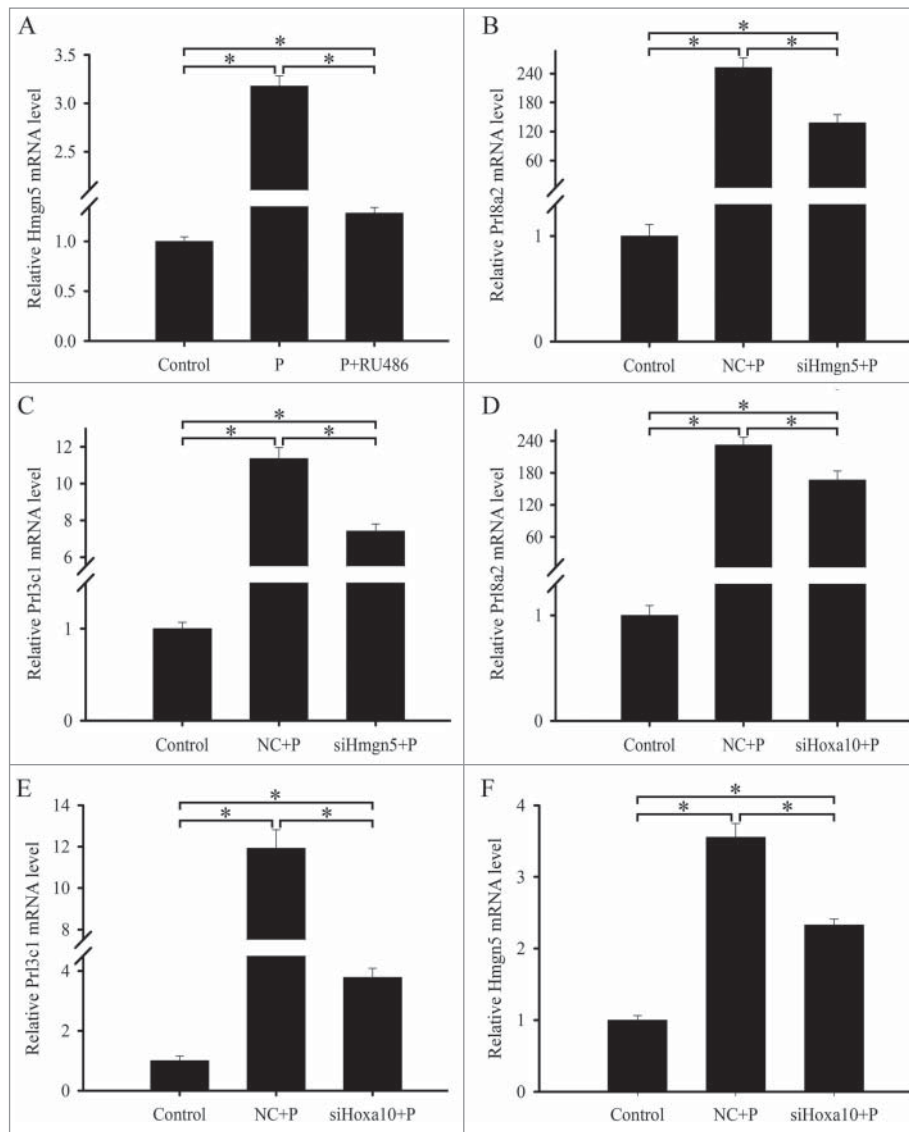 A
Relative Hmgn5 mRNA level
3.5
3.0
2.5
1.0
0.5
0.0
* 
* *
Control P P+RU486
B
Relative Prl8a2 mRNA level
240
180
120
60
1
0
*
* *
Control NC+P siHmgn5+P
C
Relative Prl3c1 mRNA level
12
10
8
6
1
0
*
* *
Control NC+P siHmgn5+P
D
Relative Prl8a2 mRNA level
240
180
120
60
1
0
*
* *
Control NC+P siHoxa10+P
E
Relative Prl3c1 mRNA level
14
12
10
8
4
2
0
*
* *
Control NC+P siHoxa10+P
F
Relative Hmgn5 mRNA level
4
3
2
1
0
*
* *
Control NC+P siHoxa10+P